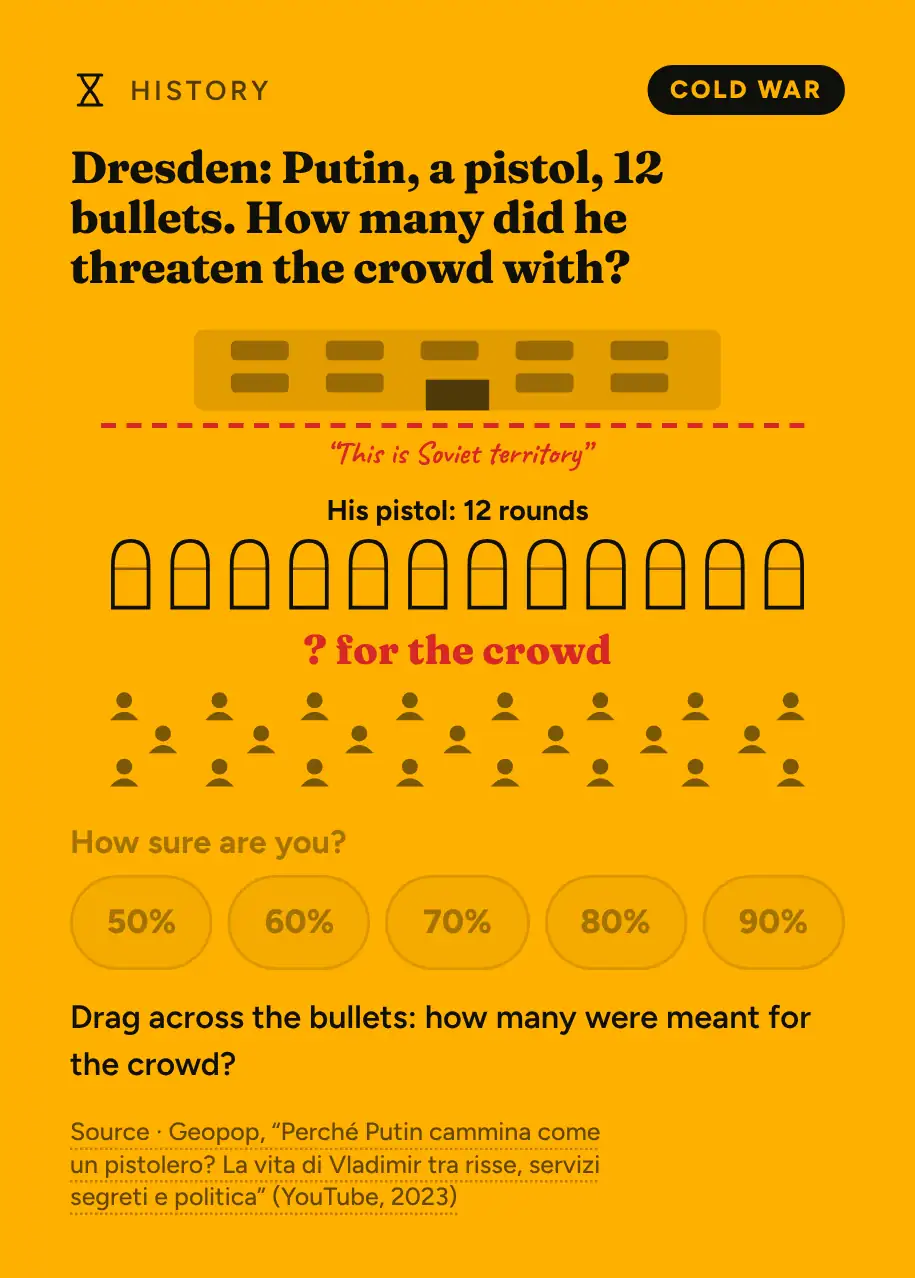 HISTORY
COLD WAR
Dresden: Putin, a pistol, 12
bullets. How many did he
threaten the crowd with?
“This is Soviet territory”
His pistol: 12 rounds
? for the crowd
How sure are you?
50% 60% 70% 80% 90%
Drag across the bullets: how many were meant for
the crowd?
Source · Geopop, “Perché Putin cammina come
un pistolero? La vita di Vladimir tra risse, servizi
segreti e politica” (YouTube, 2023)